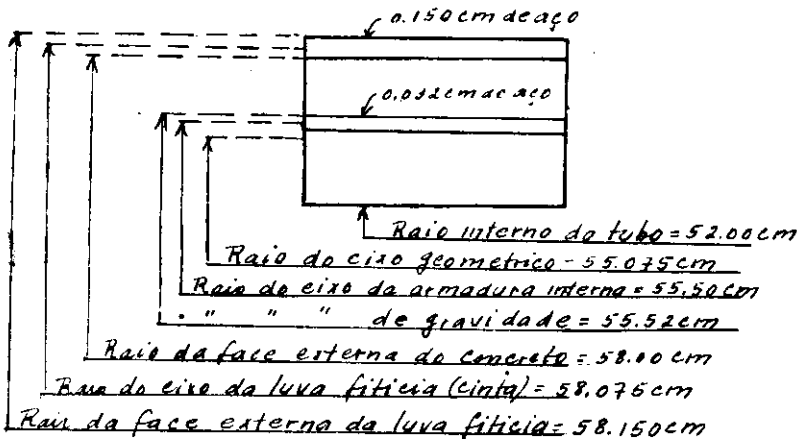 0.150 cm de aço
0,032 cm de aço
Raio interno do tubo = 52.00 cm
Raio do eixo geometrico - 55.075 cm
Raio do eixo da armadura interna = 55.50 cm
" " " de gravidade = 55.52 cm
Raio da face externa do concreto = 58.00 cm
Raio do eixo da luva fiticia (cinta) = 58.075 cm
Raio da face externa da luva fiticia = 58.150 cm